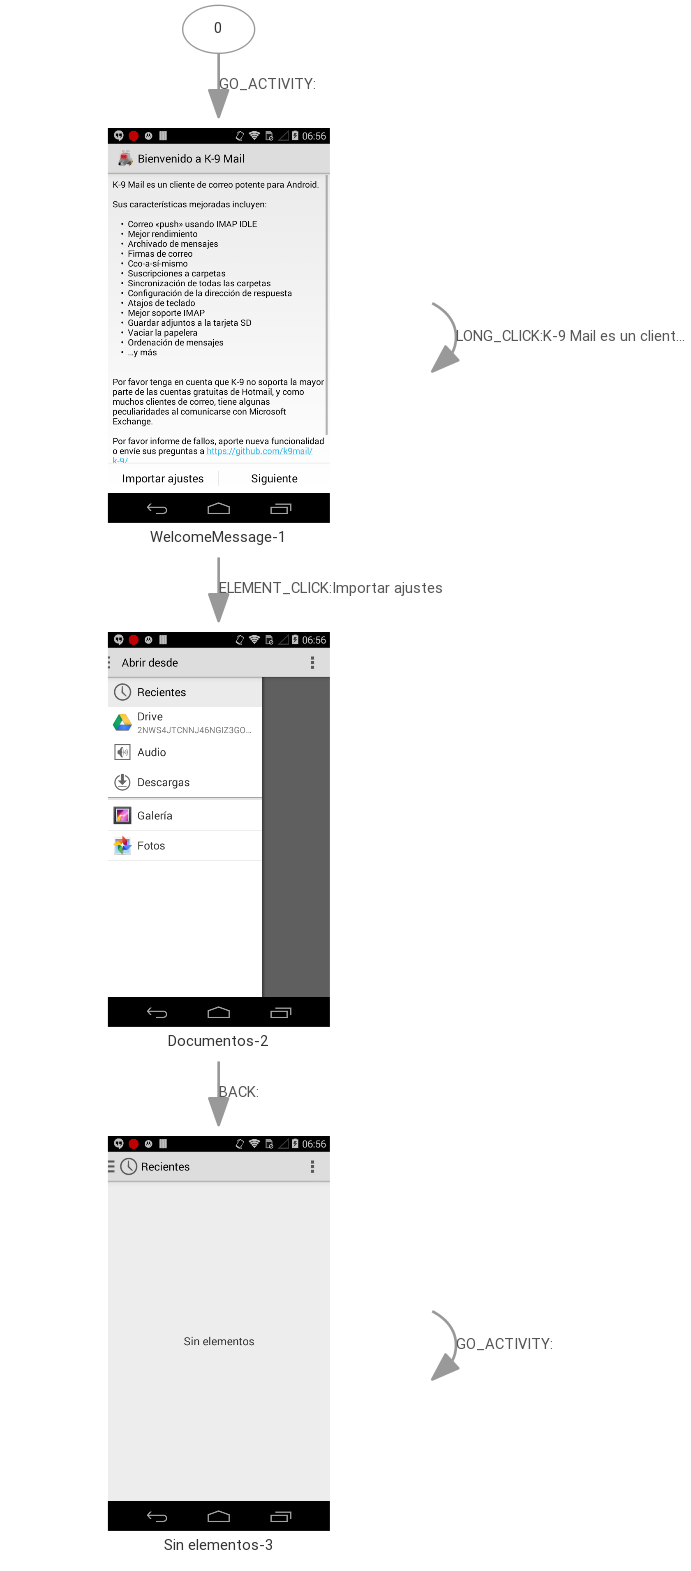 0
GO_ACTIVITY:
06:56
Bienvenido a K-9 Mail
K-9 Mail es un cliente de correo potente para Android.
Sus características mejoradas incluyen:
• Correo «push» usando IMAP IDLE
• Mejor rendimiento
• Archivado de mensajes
• Firmas de correo
• Cco-a-sí-mismo
• Suscripciones a carpetas
• Sincronización de todas las carpetas
• Configuración de la dirección de respuesta
• Atajos de teclado
• Mejor soporte IMAP
• Guardar adjuntos a la tarjeta SD
• Vaciar la papelera
• Ordenación de mensajes
• ...y más
Por favor tenga en cuenta que K-9 no soporta la mayor
parte de las cuentas gratuitas de Hotmail, y como
muchos clientes de correo, tiene algunas
peculiaridades al comunicarse con Microsoft
Exchange.
Por favor informe de fallos, aporte nueva funcionalidad
o envíe sus preguntas a https://github.com/k9mail/
k-9/
Importar ajustes Siguiente
LONG_CLICK:K-9 Mail es un client...
WelcomeMessage-1
ELEMENT_CLICK:Importar ajustes
06:56
Abrir desde
Recientes
Drive
2NWS4JTCNNJ46NGIZ3GO...
Audio
Descargas
Galería
Fotos
Documentos-2
BACK:
06:56
Recientes
Sin elementos
GO_ACTIVITY:
Sin elementos-3